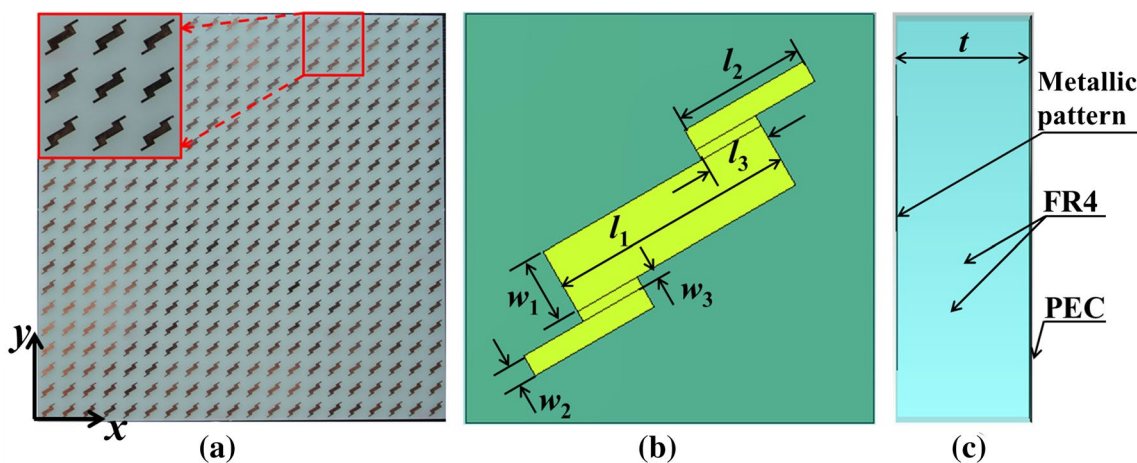 y
x
(a)
l2
l3
l1
w1
w3
w2
(b)
t
Metallic
pattern
FR4
PEC
(c)